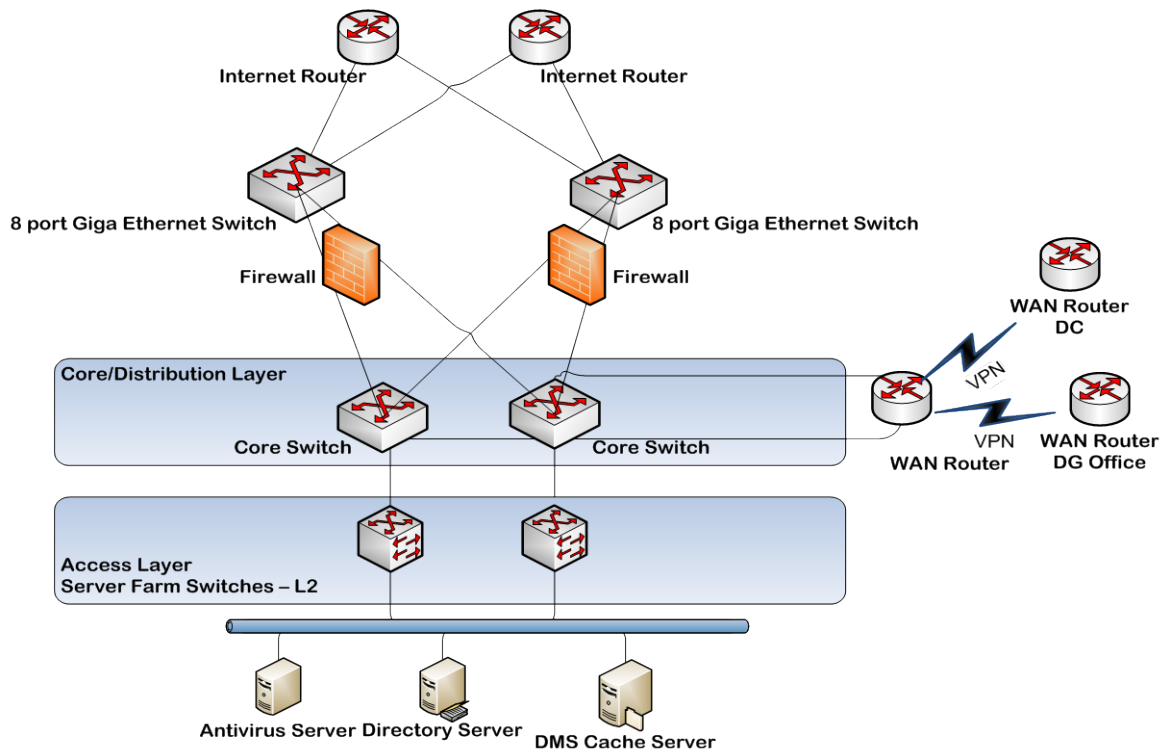 Internet Router
Internet Router
8 port Giga Ethernet Switch
8 port Giga Ethernet Switch
Firewall
Firewall
WAN Router
DC
VPN
Core/Distribution Layer
Core Switch
Core Switch
VPN
WAN Router
WAN Router
DG Office
Access Layer
Server Farm Switches – L2
Antivirus Server
Directory Server
DMS Cache Server